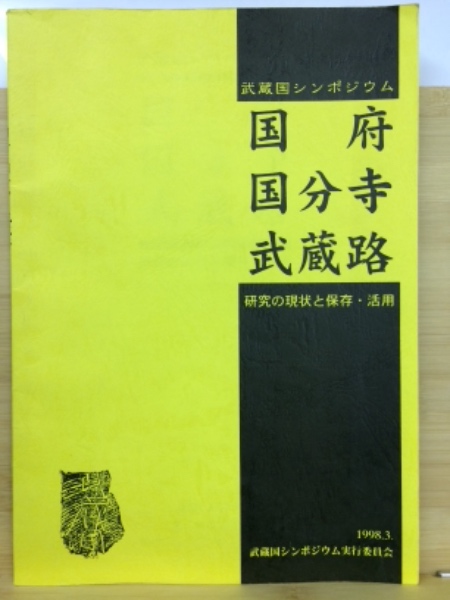 武蔵国シンポジウム
国 府
国分寺
武蔵路
研究の現状と保存・活用
1998.3.
武蔵国シンポジウム実行委員会